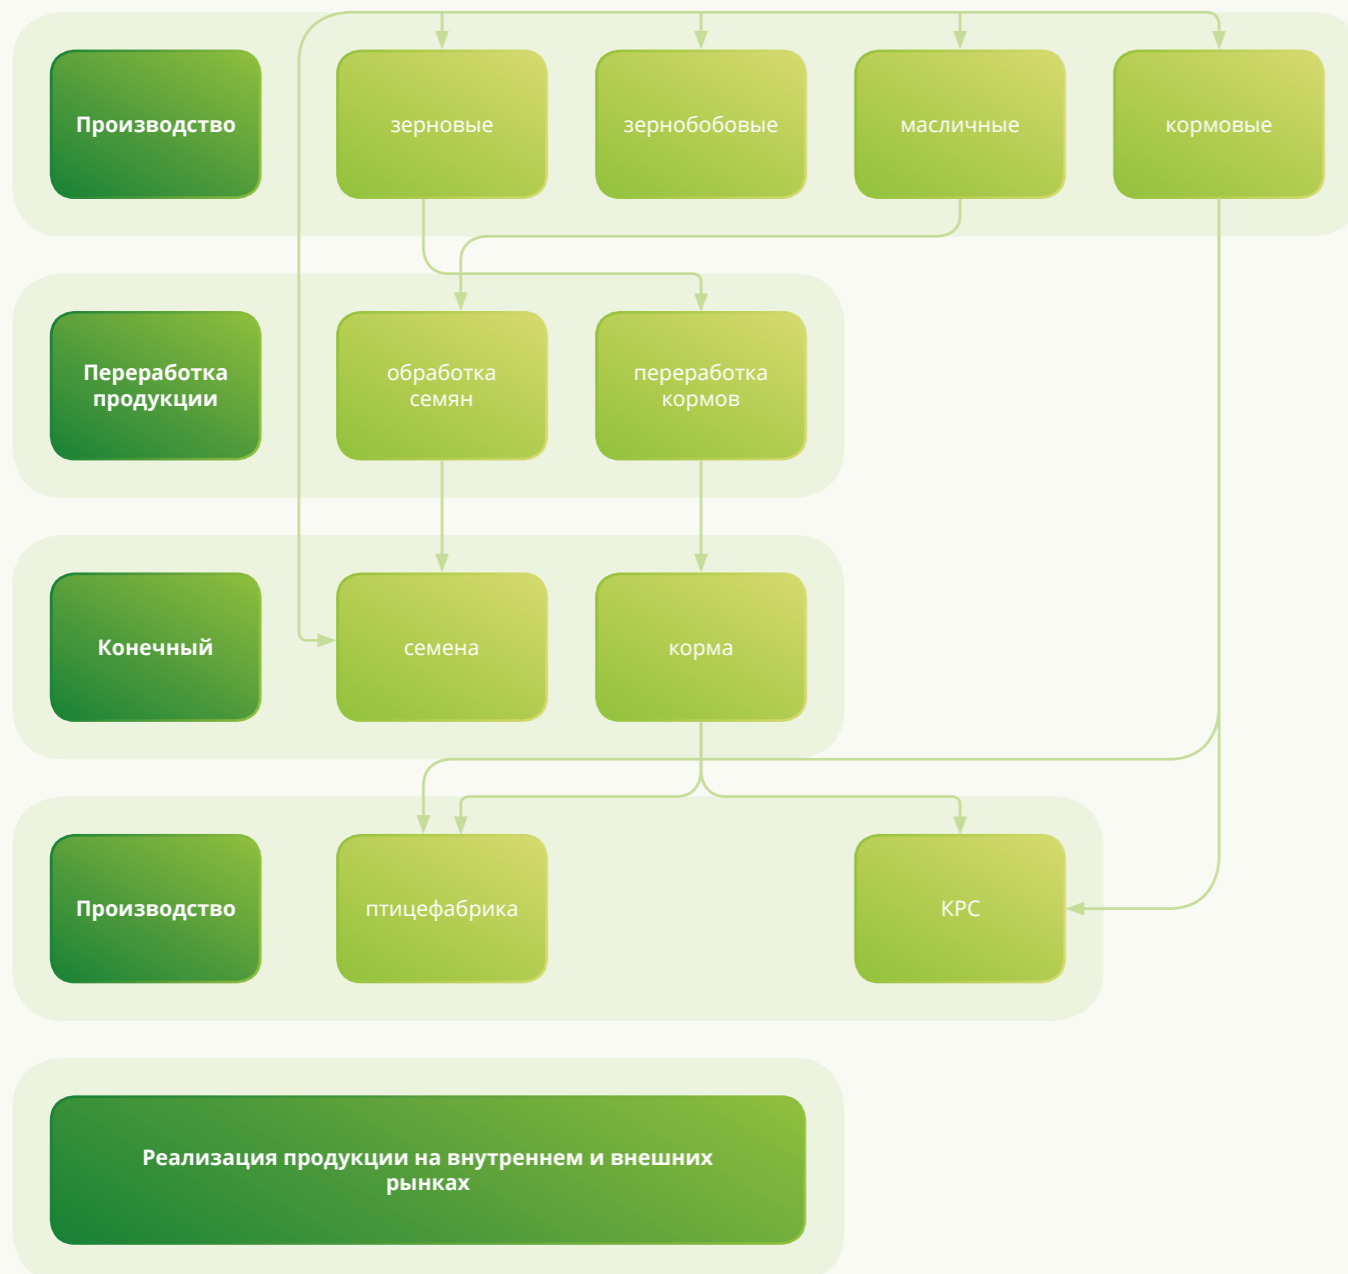 Производство
зерновые
зернобобовые
масличные
кормовые
Переработка
продукции
обработка
семян
переработка
кормов
Конечный
семена
корма
Производство
птицефабрика
КРС
Реализация продукции на внутреннем и внешних
рынках